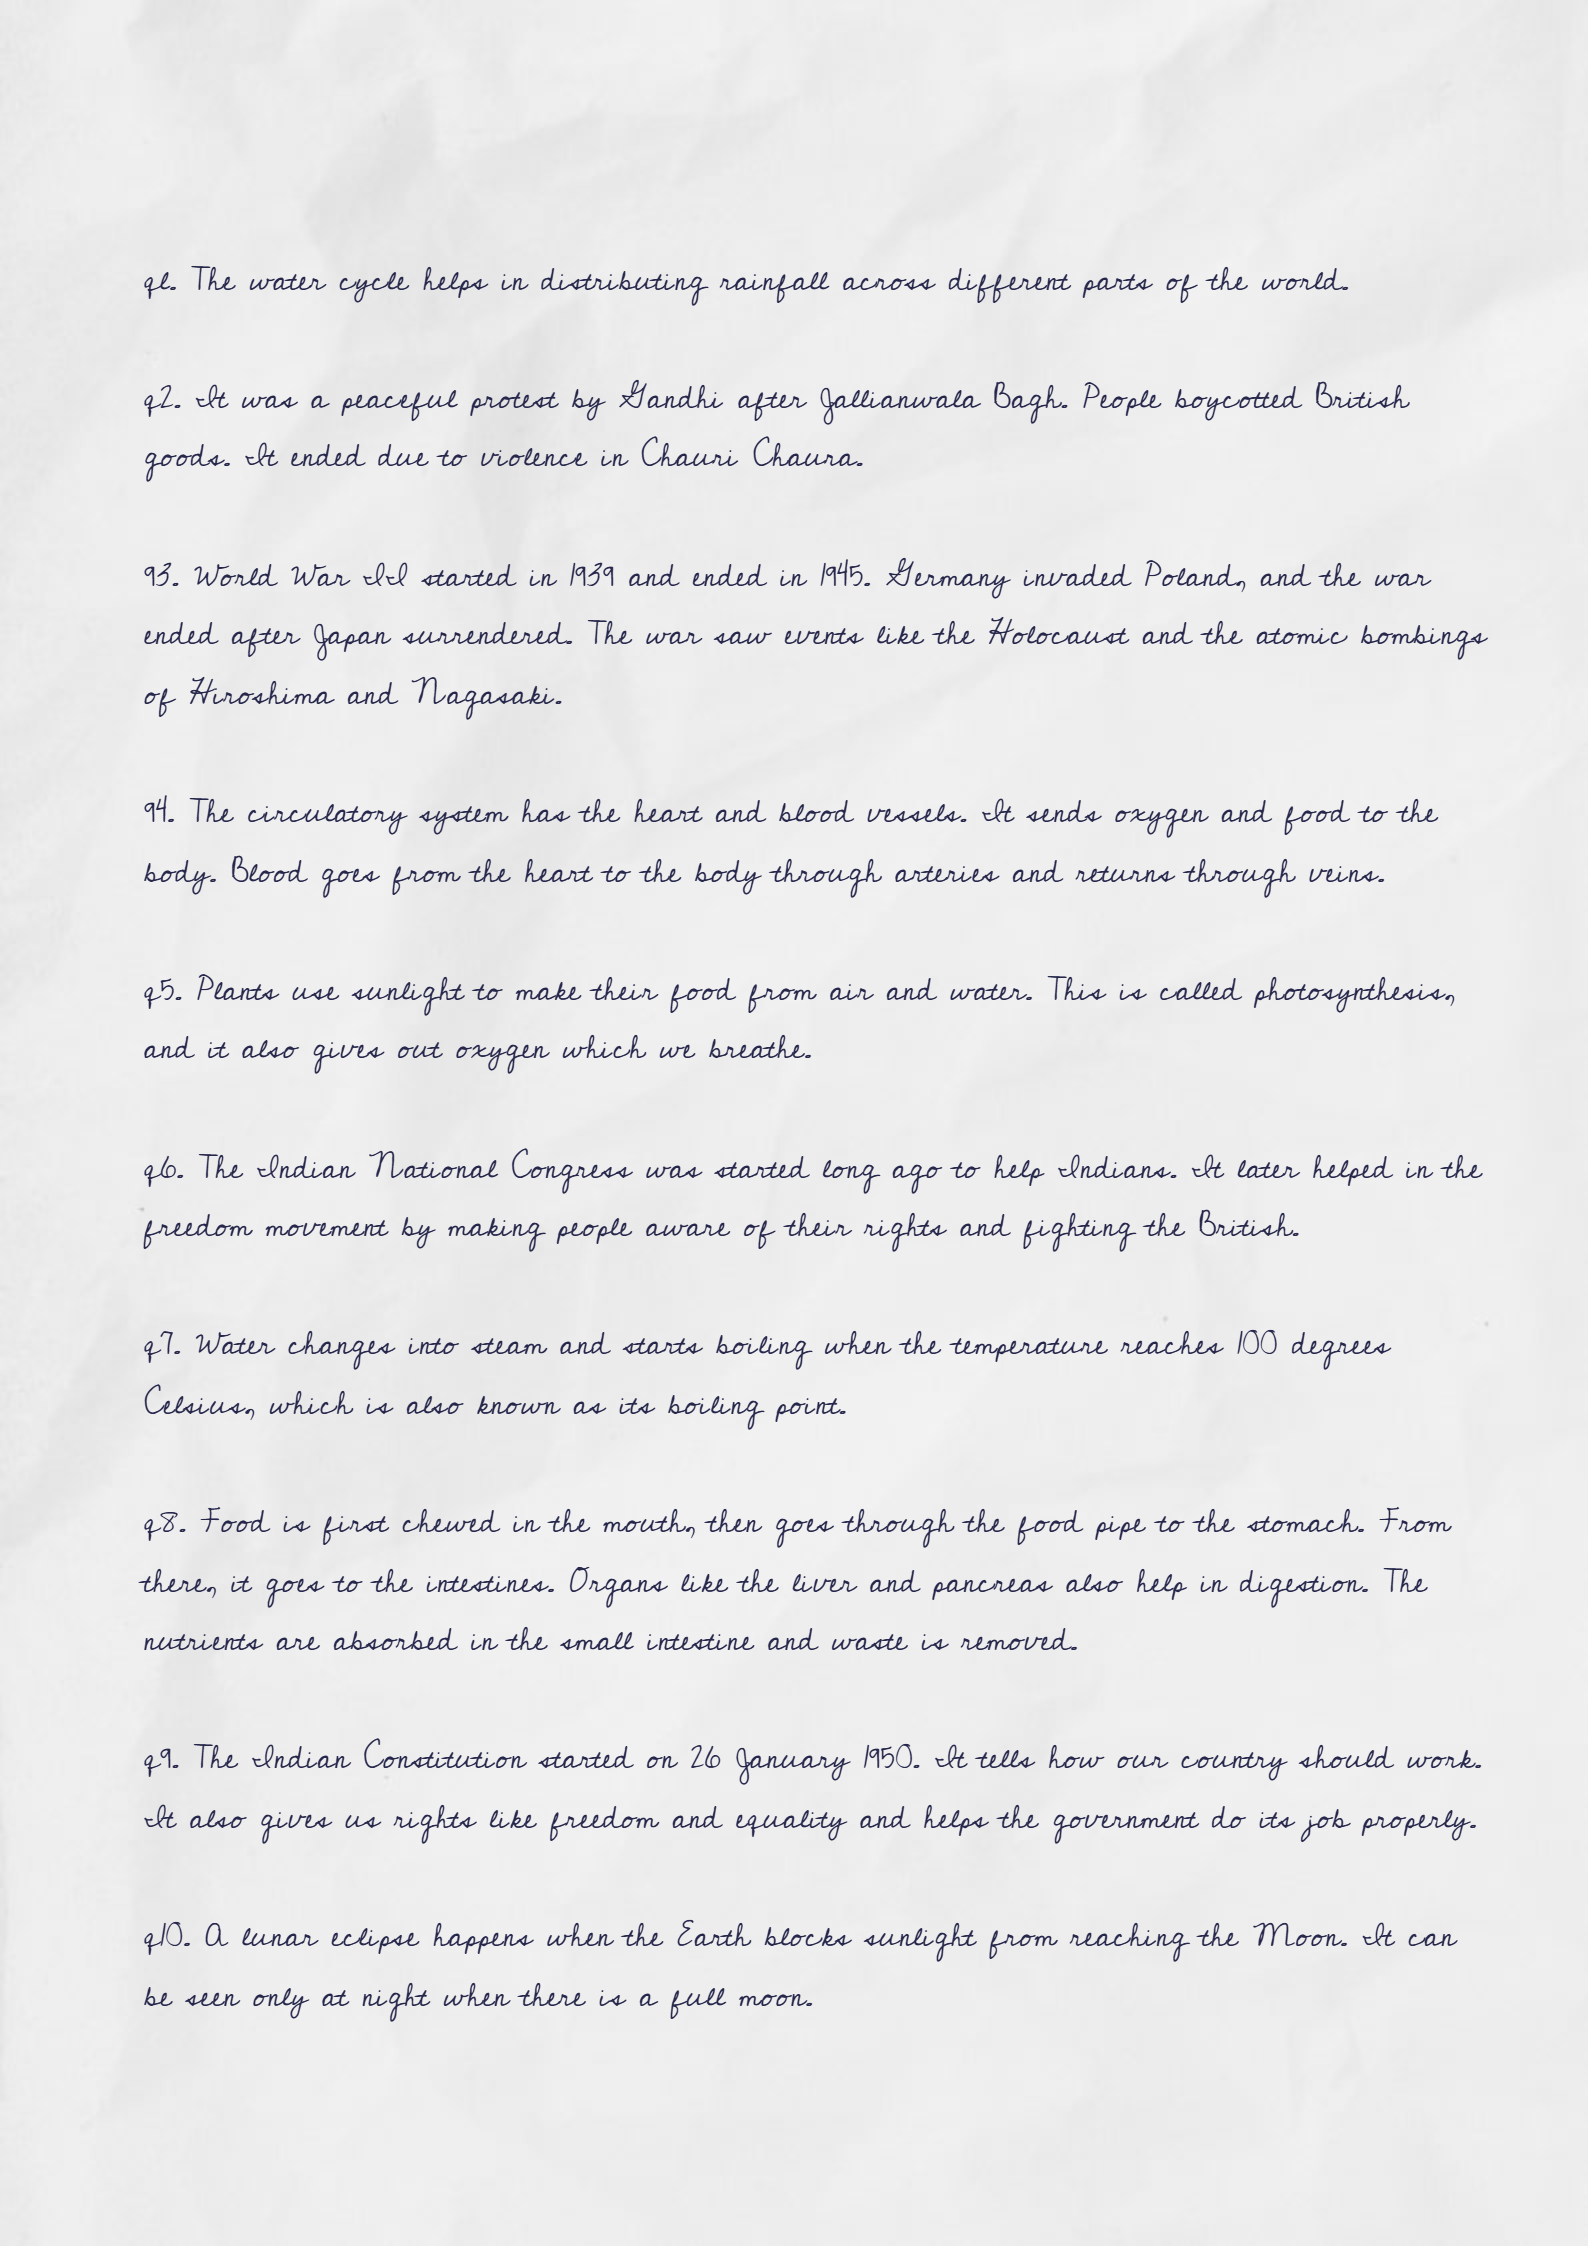 q1. The water cycle helps in distributing rainfall across different parts of the world.
q2. It was a peaceful protest by Gandhi after Jallianwala Bagh. People boycotted British
goods. It ended due to violence in Chauri Chaura.
q3. World War II started in 1939 and ended in 1945. Germany invaded Poland, and the war
ended after Japan surrendered. The war saw events like the Holocaust and the atomic bombings
of Hiroshima and Nagasaki.
q4. The circulatory system has the heart and blood vessels. It sends oxygen and food to the
body. Blood goes from the heart to the body through arteries and returns through veins.
q5. Plants use sunlight to make their food from air and water. This is called photosynthesis,
and it also gives out oxygen which we breathe.
q6. The Indian National Congress was started long ago to help Indians. It later helped in the
freedom movement by making people aware of their rights and fighting the British.
q7. Water changes into steam and starts boiling when the temperature reaches 100 degrees
Celsius, which is also known as its boiling point.
q8. Food is first chewed in the mouth, then goes through the food pipe to the stomach. From
there, it goes to the intestines. Organs like the liver and pancreas also help in digestion. The
nutrients are absorbed in the small intestine and waste is removed.
q9. The Indian Constitution started on 26 January 1950. It tells how our country should work.
It also gives us rights like freedom and equality and helps the government do its job properly.
q10. A lunar eclipse happens when the Earth blocks sunlight from reaching the Moon. It can
be seen only at night when there is a full moon.